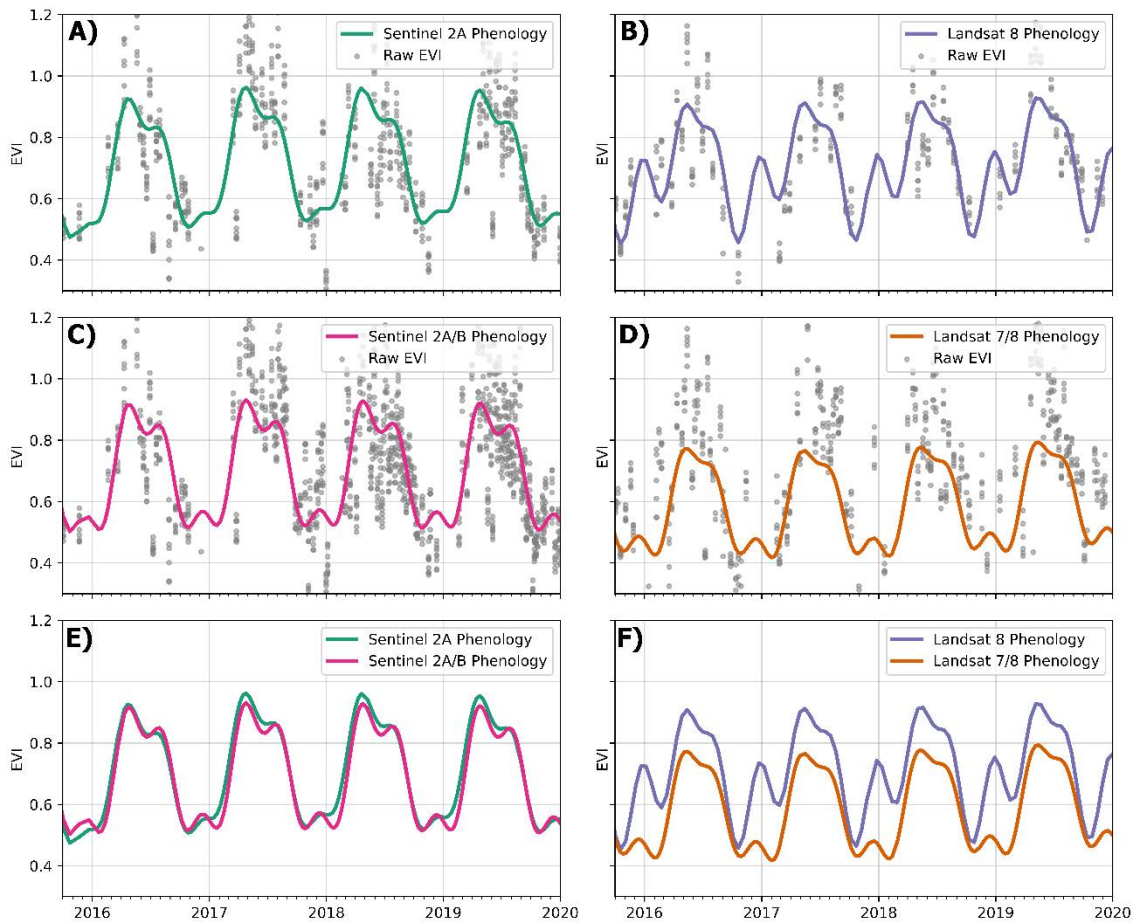 A)
Sentinel 2A Phenology
Raw EVI
1.2
1.0
0.8
0.6
0.4
EVI
B)
Landsat 8 Phenology
Raw EVI
EVI
C)
Sentinel 2A/B Phenology
Raw EVI
1.2
1.0
0.8
0.6
0.4
EVI
D)
Landsat 7/8 Phenology
Raw EVI
EVI
E)
Sentinel 2A Phenology
Sentinel 2A/B Phenology
1.2
1.0
0.8
0.6
0.4
EVI
2016 2017 2018 2019 2020
F)
Landsat 8 Phenology
Landsat 7/8 Phenology
EVI
2016 2017 2018 2019 2020